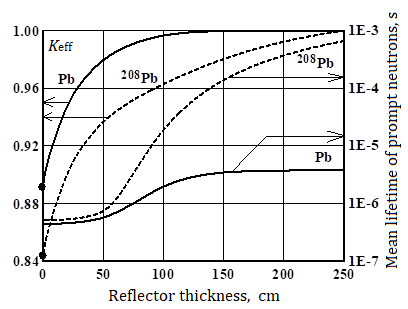 1.00
0.96
0.92
0.88
0.84
Keff
Pb
208Pb
208Pb
Pb
1E-3
1E-4
1E-5
1E-6
1E-7
0
50
100
150
200
250
Reflector thickness, cm
Mean lifetime of prompt neutrons, s